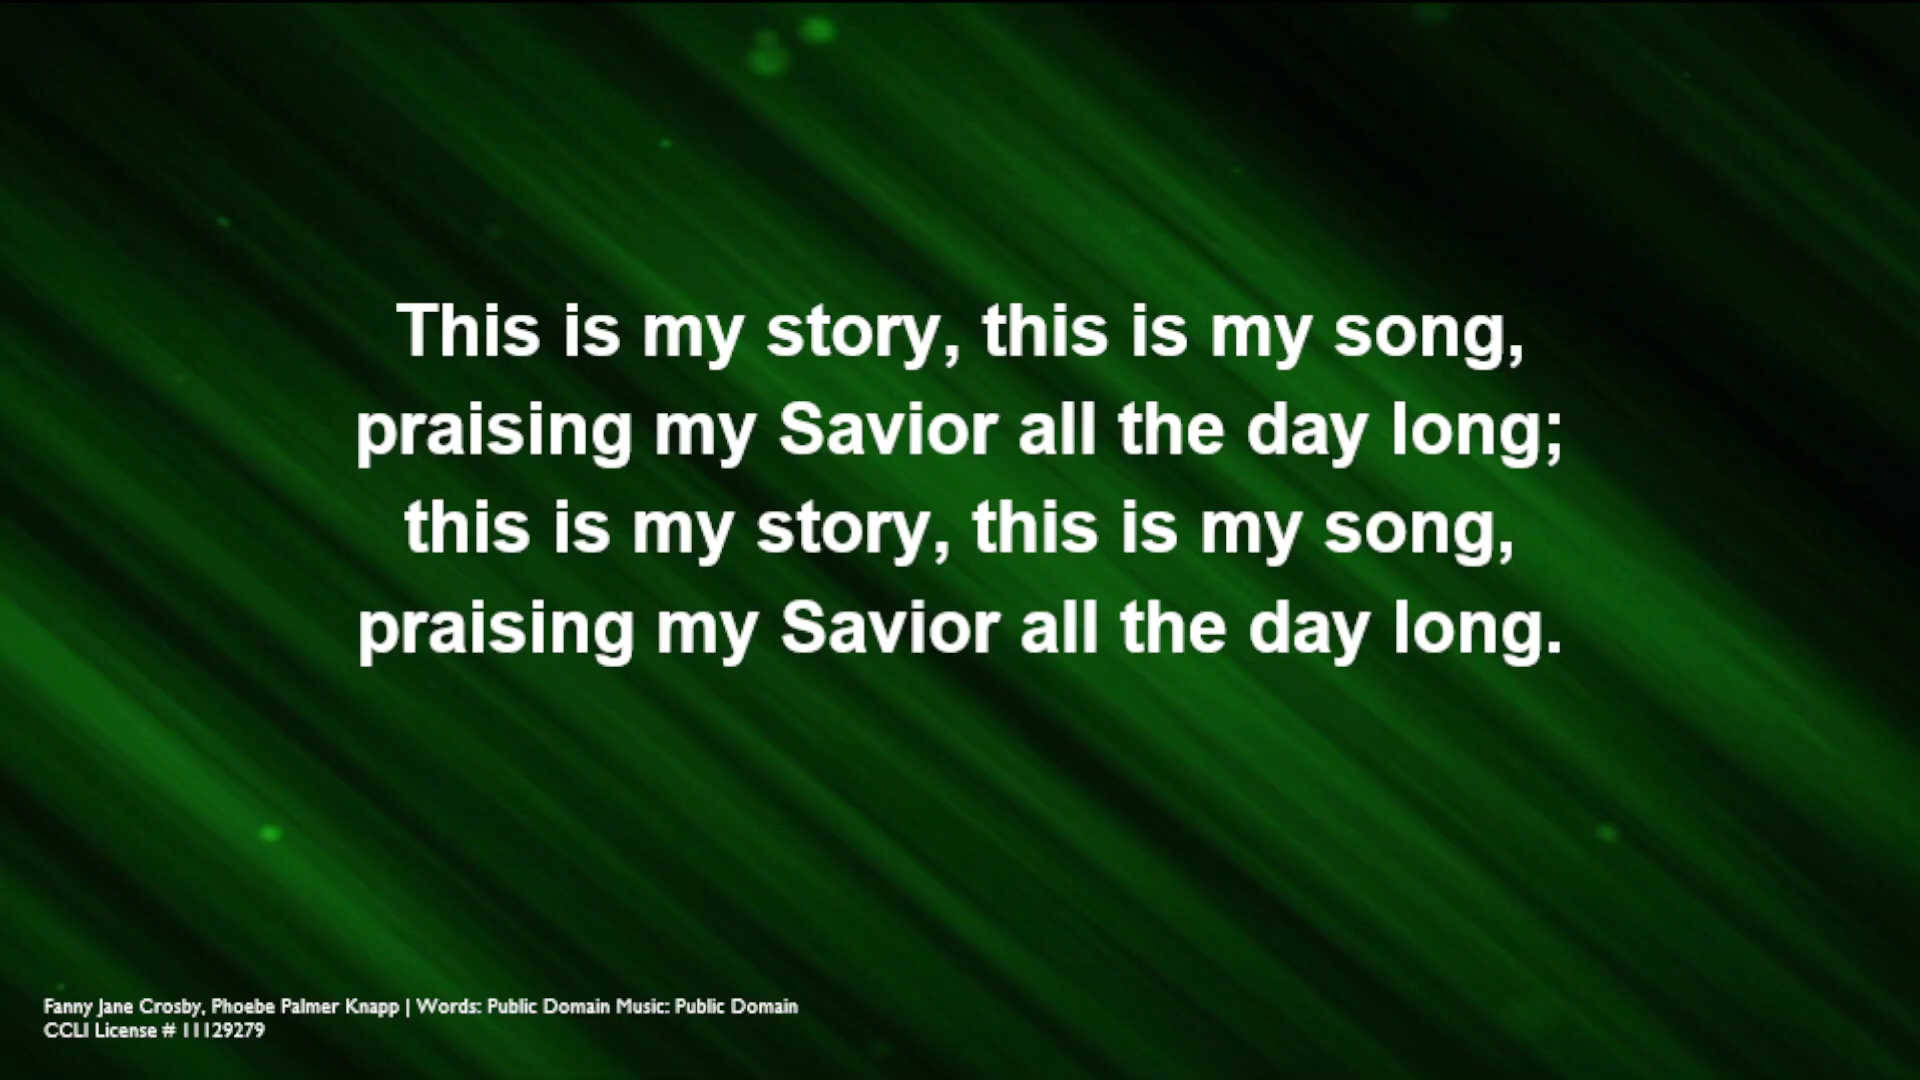 This is my story, this is my song,
praising my Savior all the day long;
this is my story, this is my song,
praising my Savior all the day long.
Fanny Jane Crosby, Phoebe Palmer Knapp | Words: Public Domain Music: Public Domain
CCLI License # 11129279